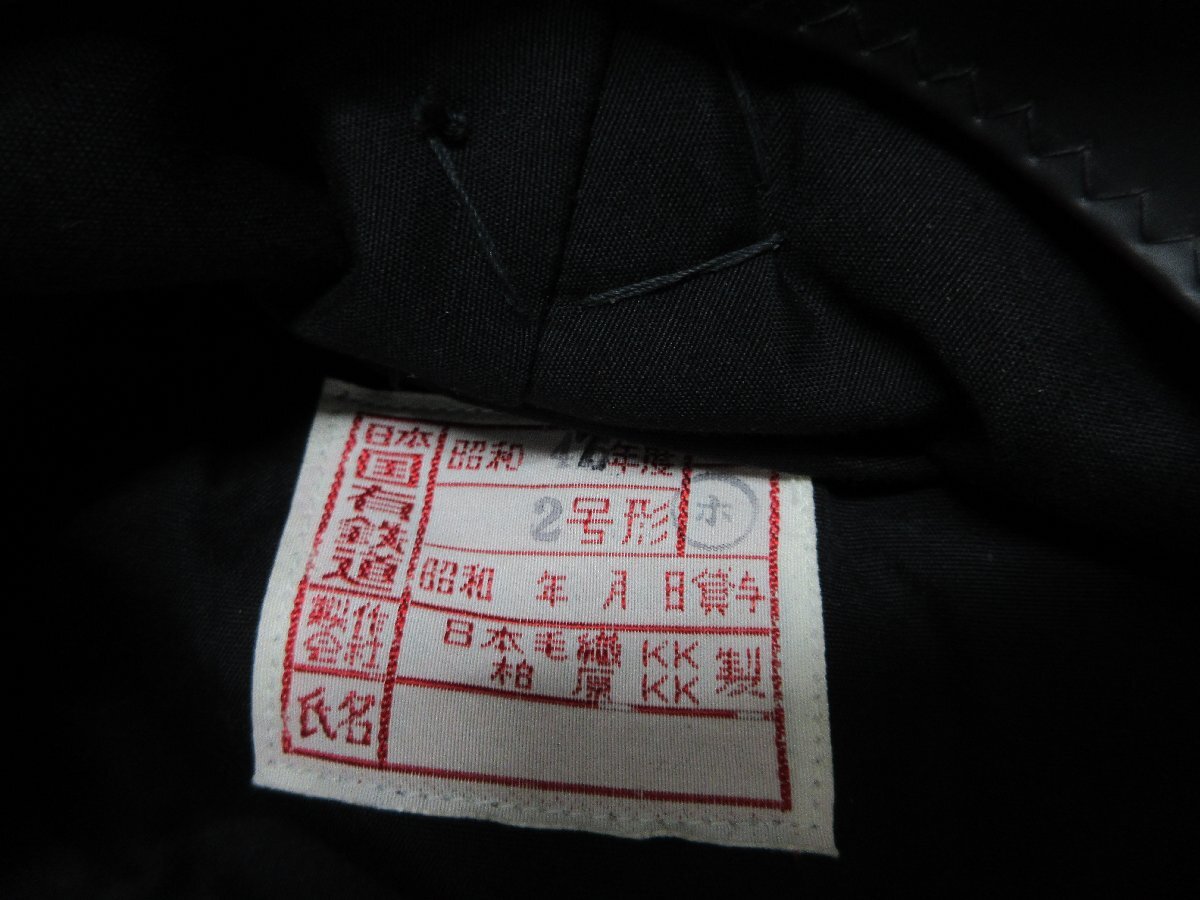 日本
国有鉄道
昭和 45年度
2号形 ホ
昭和 年 月 日貸与
製作会社
日本毛織KK
柏原KK
製
氏名